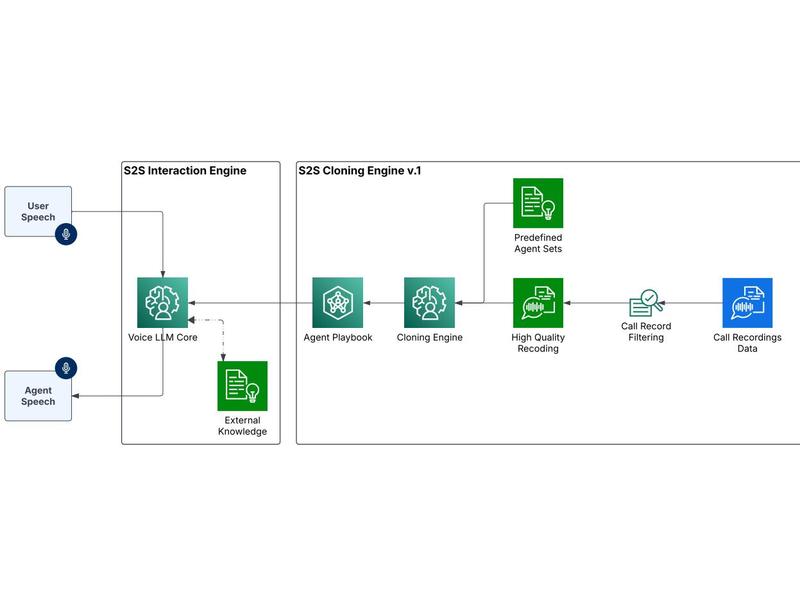 S2S Interaction Engine
S2S Cloning Engine v.1
User
Speech
Predefined
Agent Sets
Voice LLM Core
Agent Playbook
Cloning Engine
High Quality
Recoding
Call Record
Filtering
Call Recordings
Data
Agent
Speech
External
Knowledge